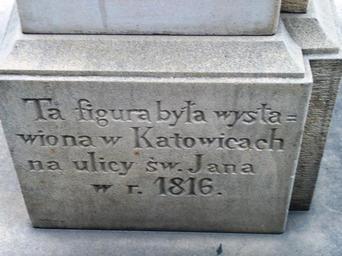 Ta figura była wysta=
wiona w Katowicach
na ulicy św. Jana
w r. 1816.